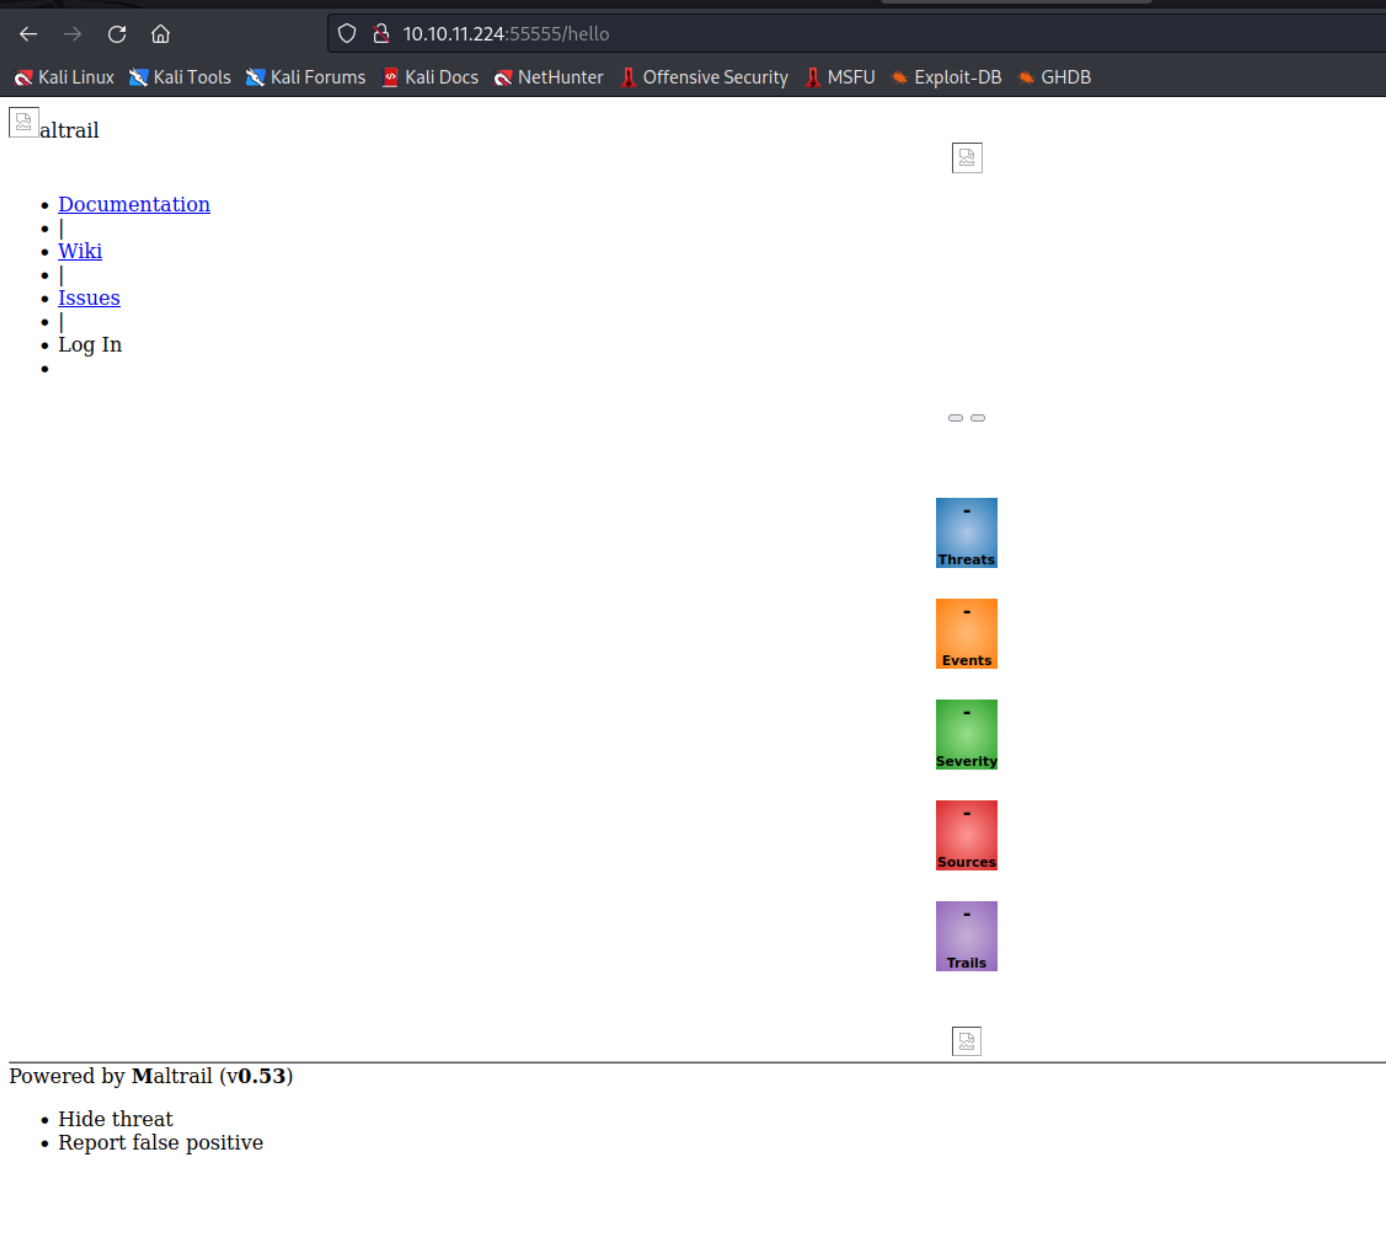 10.10.11.224:55555/hello
Kali Linux Kali Tools Kali Forums Kali Docs NetHunter Offensive Security MSFU Exploit-DB GHDB
altrail
Documentation
|
Wiki
|
Issues
|
Log In
-
Threats
-
Events
-
Severity
-
Sources
-
Trails
Powered by Maltrail (v0.53)
Hide threat
Report false positive